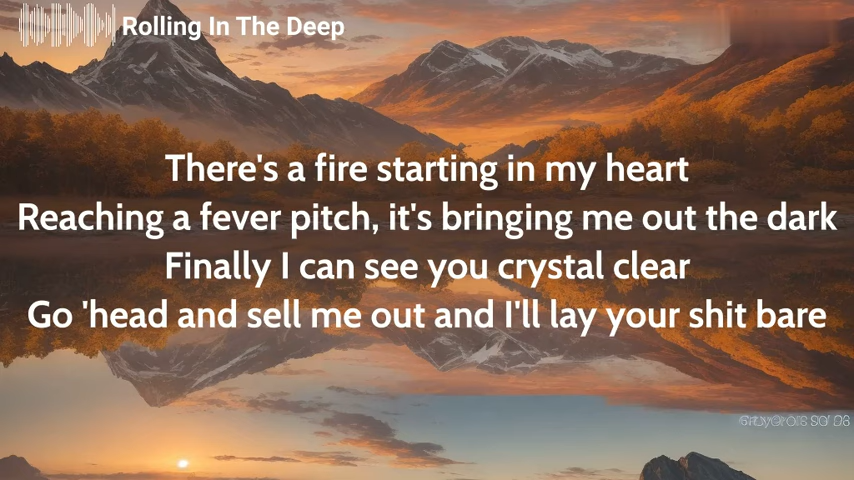 Rolling In The Deep
There's a fire starting in my heart
Reaching a fever pitch, it's bringing me out the dark
Finally I can see you crystal clear
Go 'head and sell me out and I'll lay your shit bare